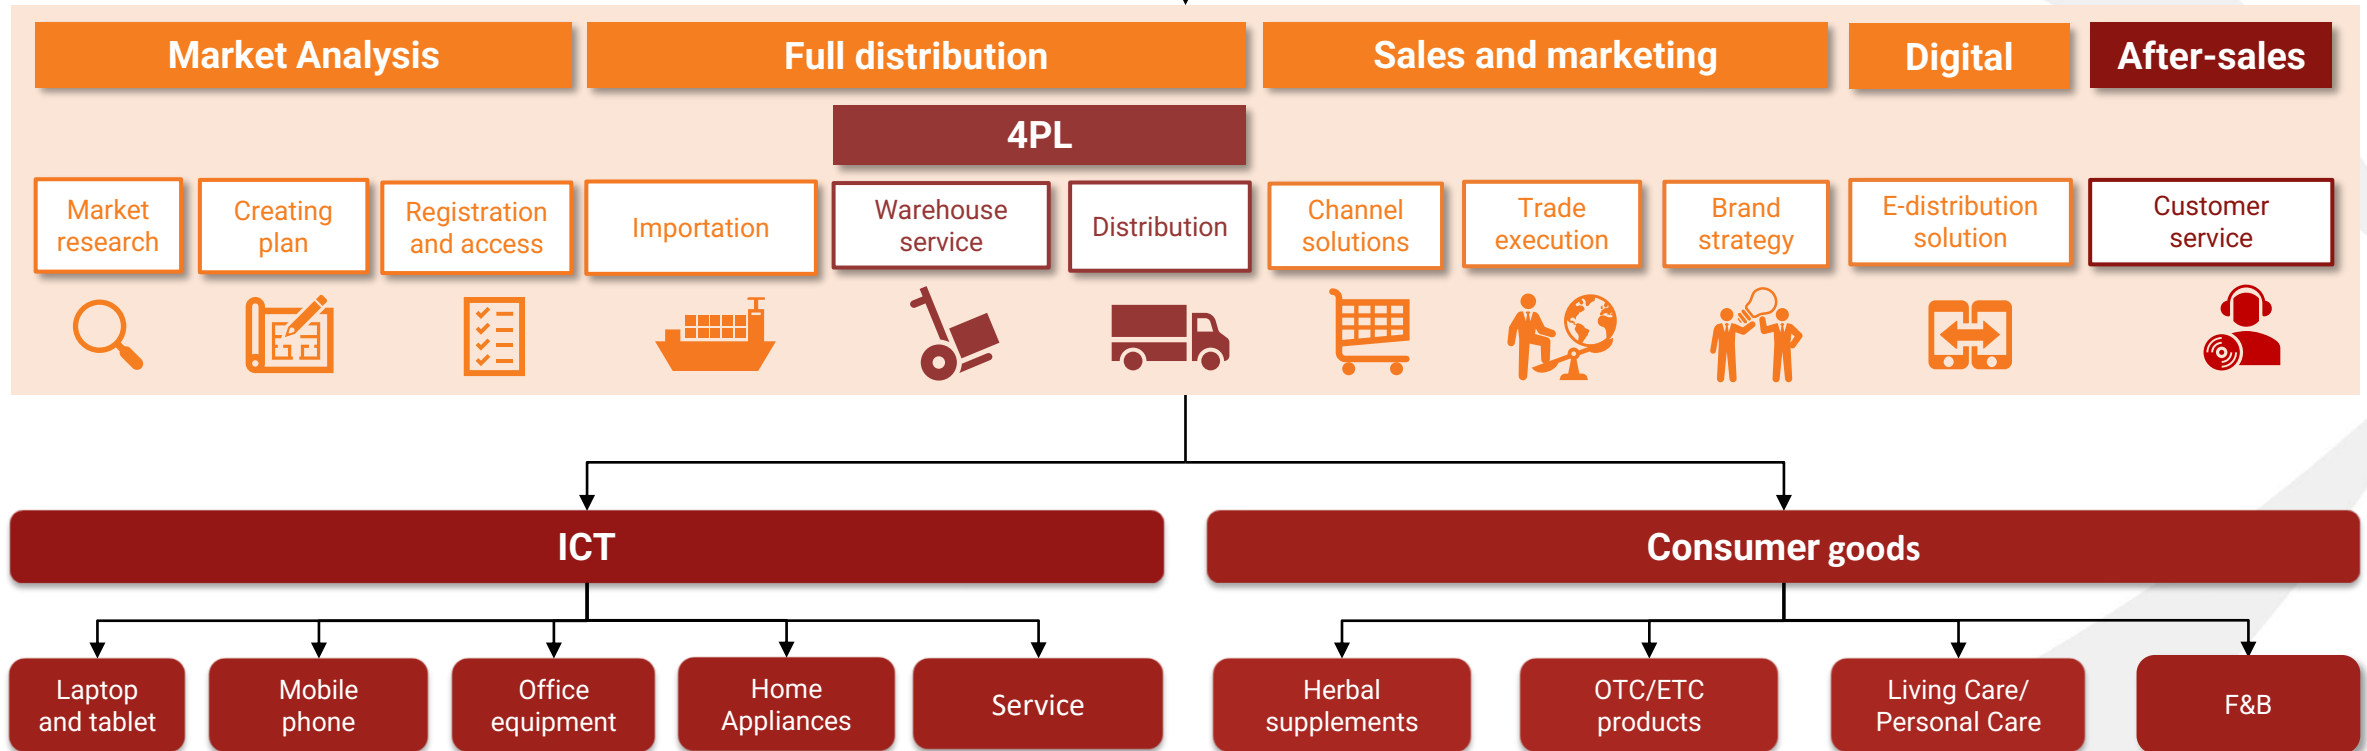 Market Analysis
Full distribution
Sales and marketing
Digital
After-sales
4PL
Market
research
Creating
plan
Registration
and access
Importation
Warehouse
service
Distribution
Channel
solutions
Trade
execution
Brand
strategy
E-distribution
solution
Customer
service
ICT
Consumer goods
Laptop
and tablet
Mobile
phone
Office
equipment
Home
Appliances
Service
Herbal
supplements
OTC/ETC
products
Living Care/
Personal Care
F&B